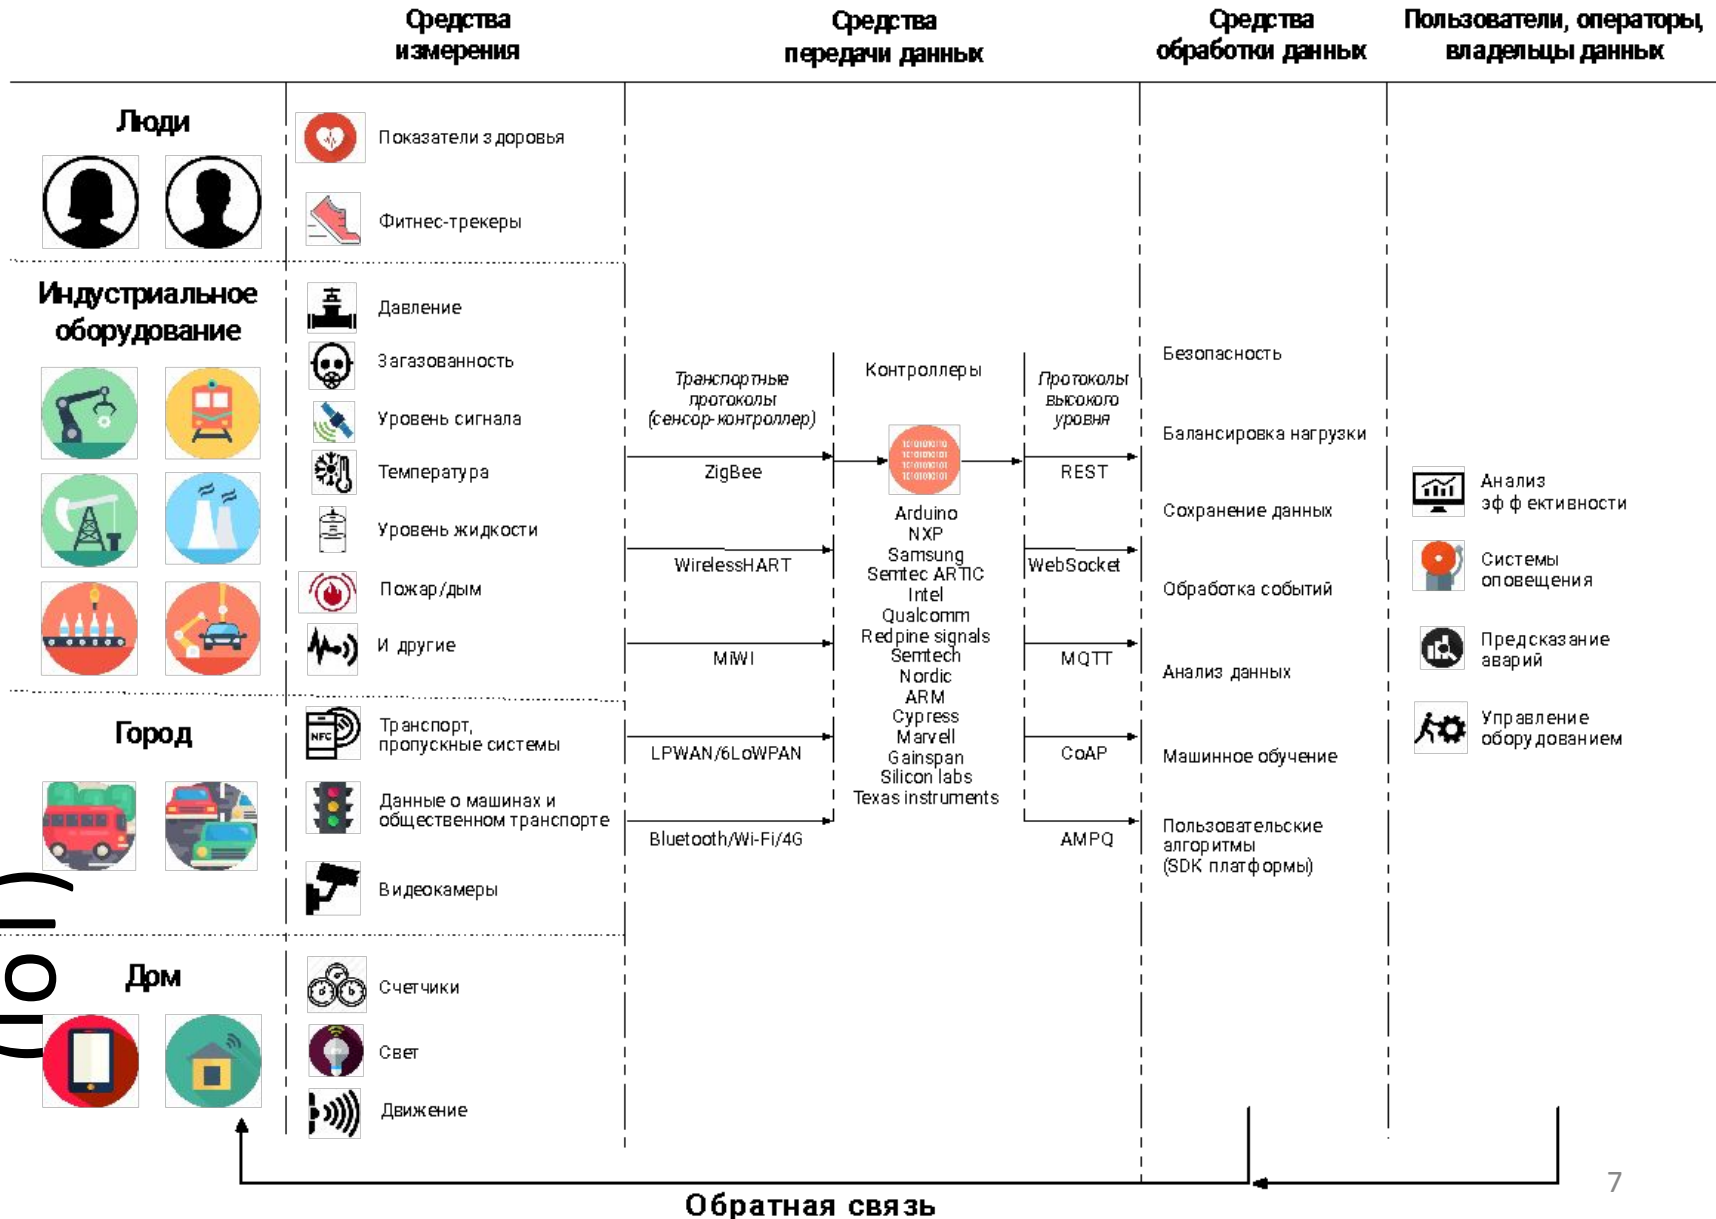 Средства
измерения
Средства
передачи данных
Средства
обработки данных
Пользователи, операторы,
владельцы данных
Люди
Показатели здоровья
Фитнес-трекеры
Индустриальное
оборудование
Давление
Загазованность
Уровень сигнала
Температура
Уровень жидкости
Пожар/дым
И другие
Город
NFC
Транспорт,
пропускные системы
Данные о машинах и
общественном транспорте
Видеокамеры
Дом
Счетчики
Свет
Движение
Транспортные
протоколы
(сенсор-контроллер)
ZigBee
WirelessHART
MiWI
LPWAN/6LoWPAN
Bluetooth/Wi-Fi/4G
Контроллеры
Arduino
NXP
Samsung
Semtec ARTIC
Intel
Qualcomm
Redpine signals
Semtech
Nordic
ARM
Cypress
Marvell
Gainspan
Silicon labs
Texas instruments
Протоколы
высокого
уровня
REST
WebSocket
MQTT
CoAP
AMPQ
Безопасность
Балансировка нагрузки
Сохранение данных
Обработка событий
Анализ данных
Машинное обучение
Пользовательские
алгоритмы
(SDK платформы)
Анализ
эффективности
Системы
оповещения
Предсказание
аварий
Управление
оборудованием
Обратная связь
7